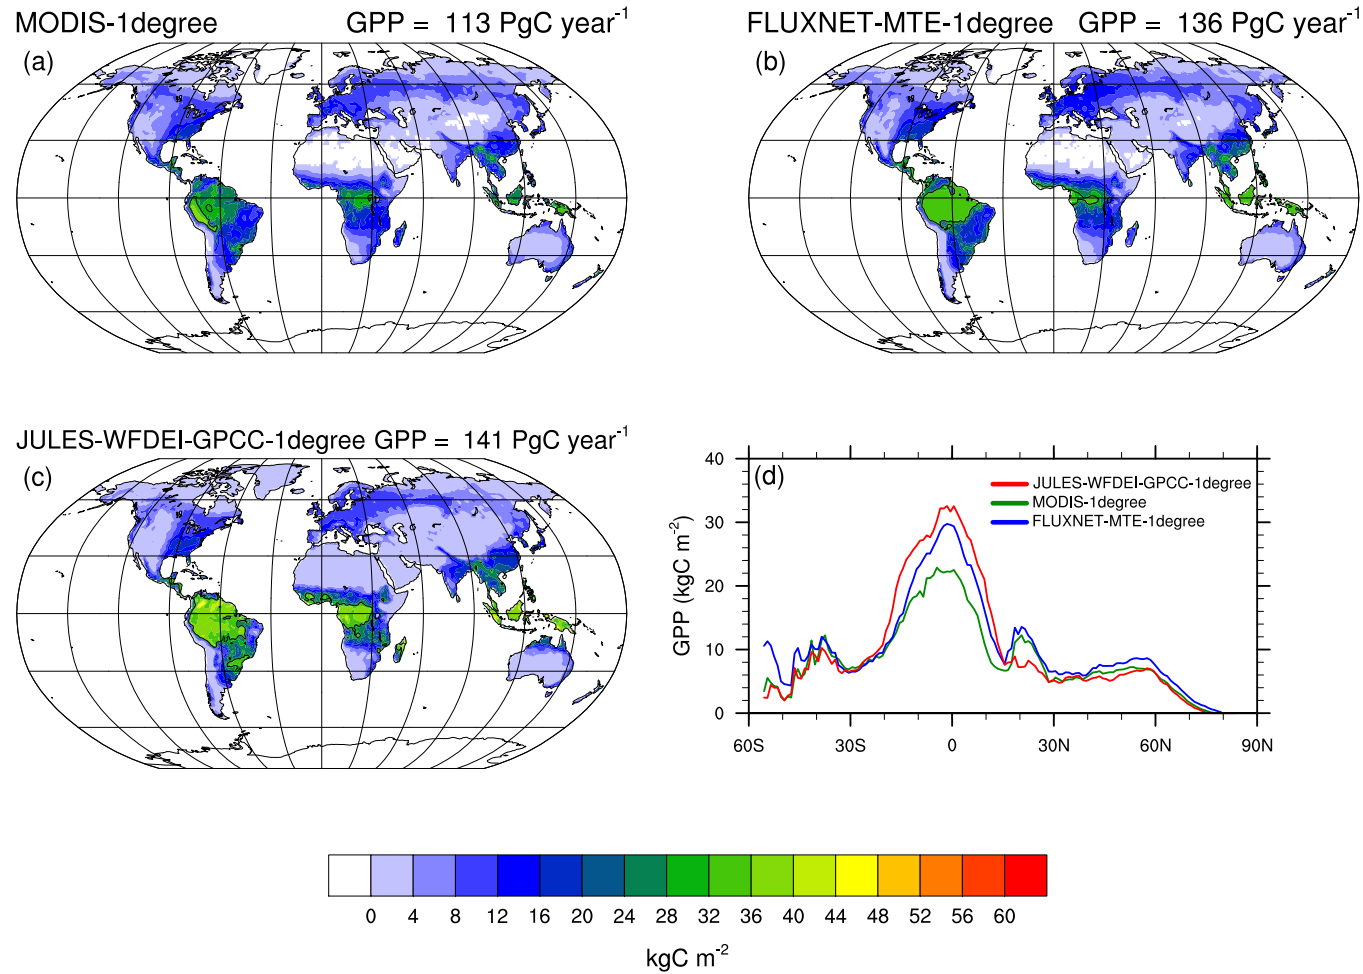 MODIS-1degree GPP = 113 PgC year-1
(a)
FLUXNET-MTE-1degree GPP = 136 PgC year-1
(b)
JULES-WFDEI-GPCC-1degree GPP = 141 PgC year-1
(c)
(d)
JULES-WFDEI-GPCC-1degree
MODIS-1degree
FLUXNET-MTE-1degree
GPP (kgC m-2)
40
30
20
10
0
60S 30S 0 30N 60N 90N
0 4 8 12 16 20 24 28 32 36 40 44 48 52 56 60
kgC m-2